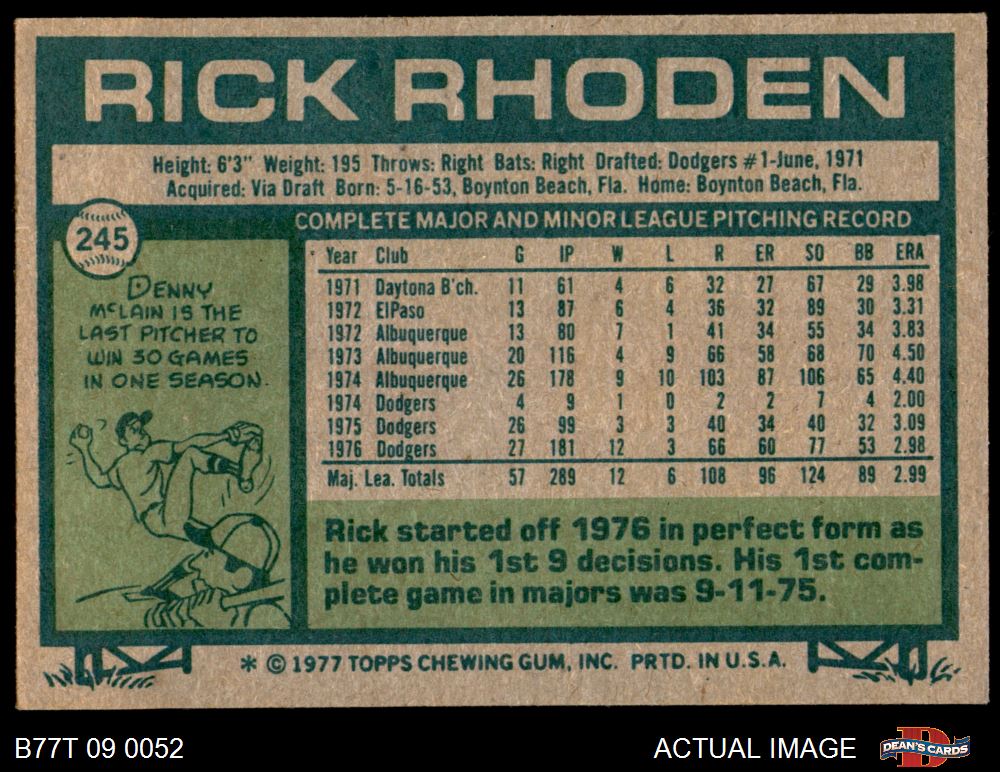 RICK RHODEN
Height: 6'3" Weight: 195 Throws: Right Bats: Right Drafted: Dodgers #1-June, 1971
Acquired: Via Draft Born: 5-16-53, Boynton Beach, Fla. Home: Boynton Beach, Fla.
245
COMPLETE MAJOR AND MINOR LEAGUE PITCHING RECORD
DENNY
McLAIN IS THE
LAST PITCHER TO
WIN 30 GAMES
IN ONE SEASON.
Year Club G IP W L R ER SO BB ERA
1971 Daytona B'ch. 11 61 4 6 32 27 67 29 3.98
1972 ElPaso 13 87 6 4 36 32 89 30 3.31
1972 Albuquerque 13 80 7 1 41 34 55 34 3.83
1973 Albuquerque 20 116 4 9 66 58 68 70 4.50
1974 Albuquerque 26 178 9 10 103 87 106 65 4.40
1974 Dodgers 4 9 1 0 2 2 7 4 2.00
1975 Dodgers 26 99 3 3 40 34 40 32 3.09
1976 Dodgers 27 181 12 3 66 60 77 53 2.98
Maj. Lea. Totals 57 289 12 6 108 96 124 89 2.99
Rick started off 1976 in perfect form as
he won his 1st 9 decisions. His 1st com-
plete game in majors was 9-11-75.
* © 1977 TOPPS CHEWING GUM, INC. PRTD. IN U.S.A.
B77T 09 0052
ACTUAL IMAGE
D
DEAN'S CARDS